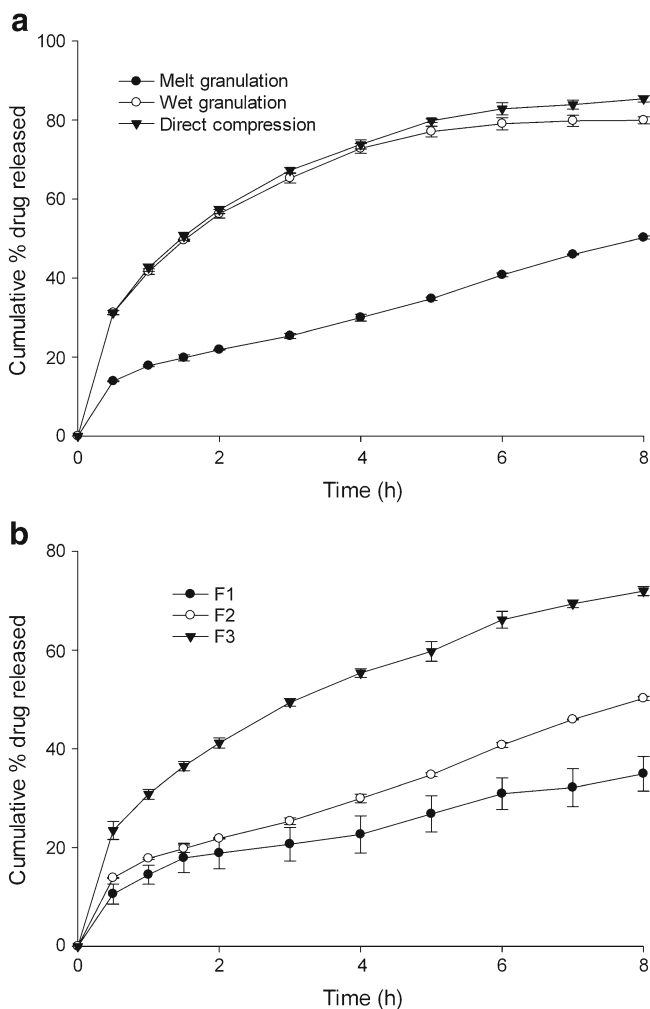 a
100
80
60
40
20
0
Cumulative % drug released
Melt granulation
Wet granulation
Direct compression
0 2 4 6 8
Time (h)
b
80
60
40
20
0
Cumulative % drug released
F1
F2
F3
0 2 4 6 8
Time (h)